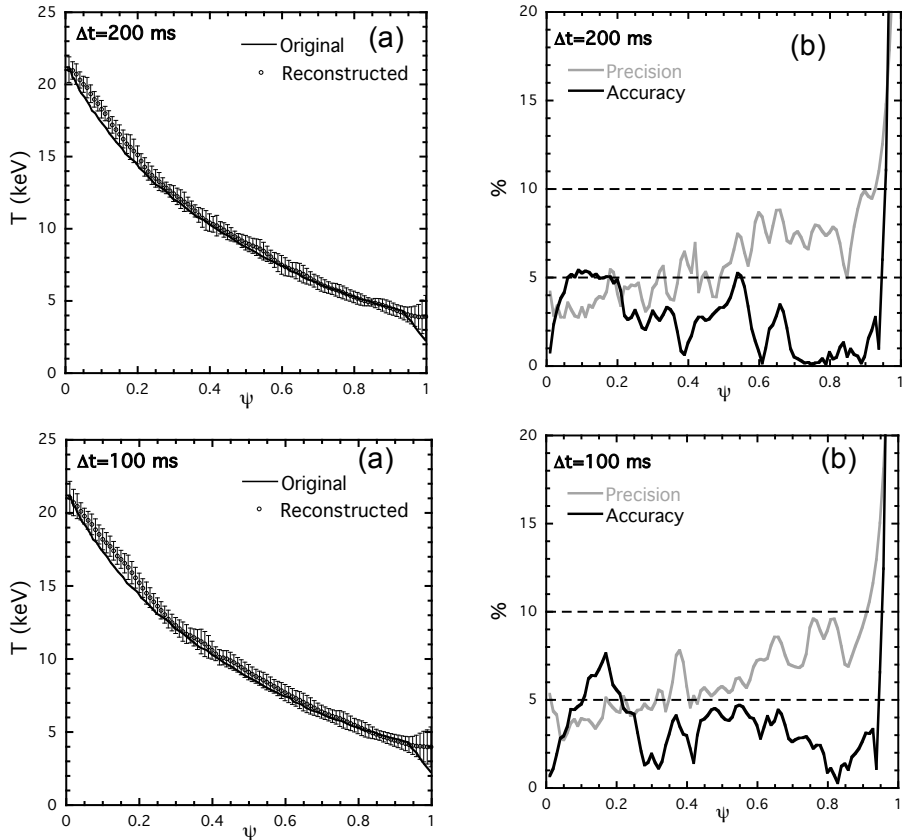 Δt=200 ms
(a)
Original
Reconstructed
T (keV)
25
20
15
10
5
0
0 0.2 0.4 0.6 0.8 1
ψ
Δt=200 ms
(b)
Precision
Accuracy
%
20
15
10
5
0
0 0.2 0.4 0.6 0.8 1
ψ
Δt=100 ms
(a)
Original
Reconstructed
T (keV)
25
20
15
10
5
0
0 0.2 0.4 0.6 0.8 1
ψ
Δt=100 ms
(b)
Precision
Accuracy
%
20
15
10
5
0
0 0.2 0.4 0.6 0.8 1
ψ